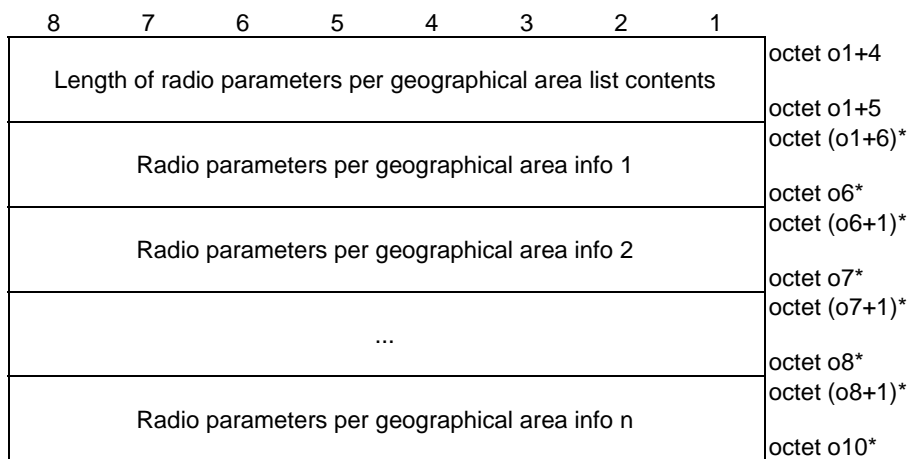 8 7 6 5 4 3 2 1
octet o1+4
Length of radio parameters per geographical area list contents
octet o1+5
octet (o1+6)*
Radio parameters per geographical area info 1
octet o6*
octet (o6+1)*
Radio parameters per geographical area info 2
octet o7*
octet (o7+1)*
...
octet o8*
octet (o8+1)*
Radio parameters per geographical area info n
octet o10*